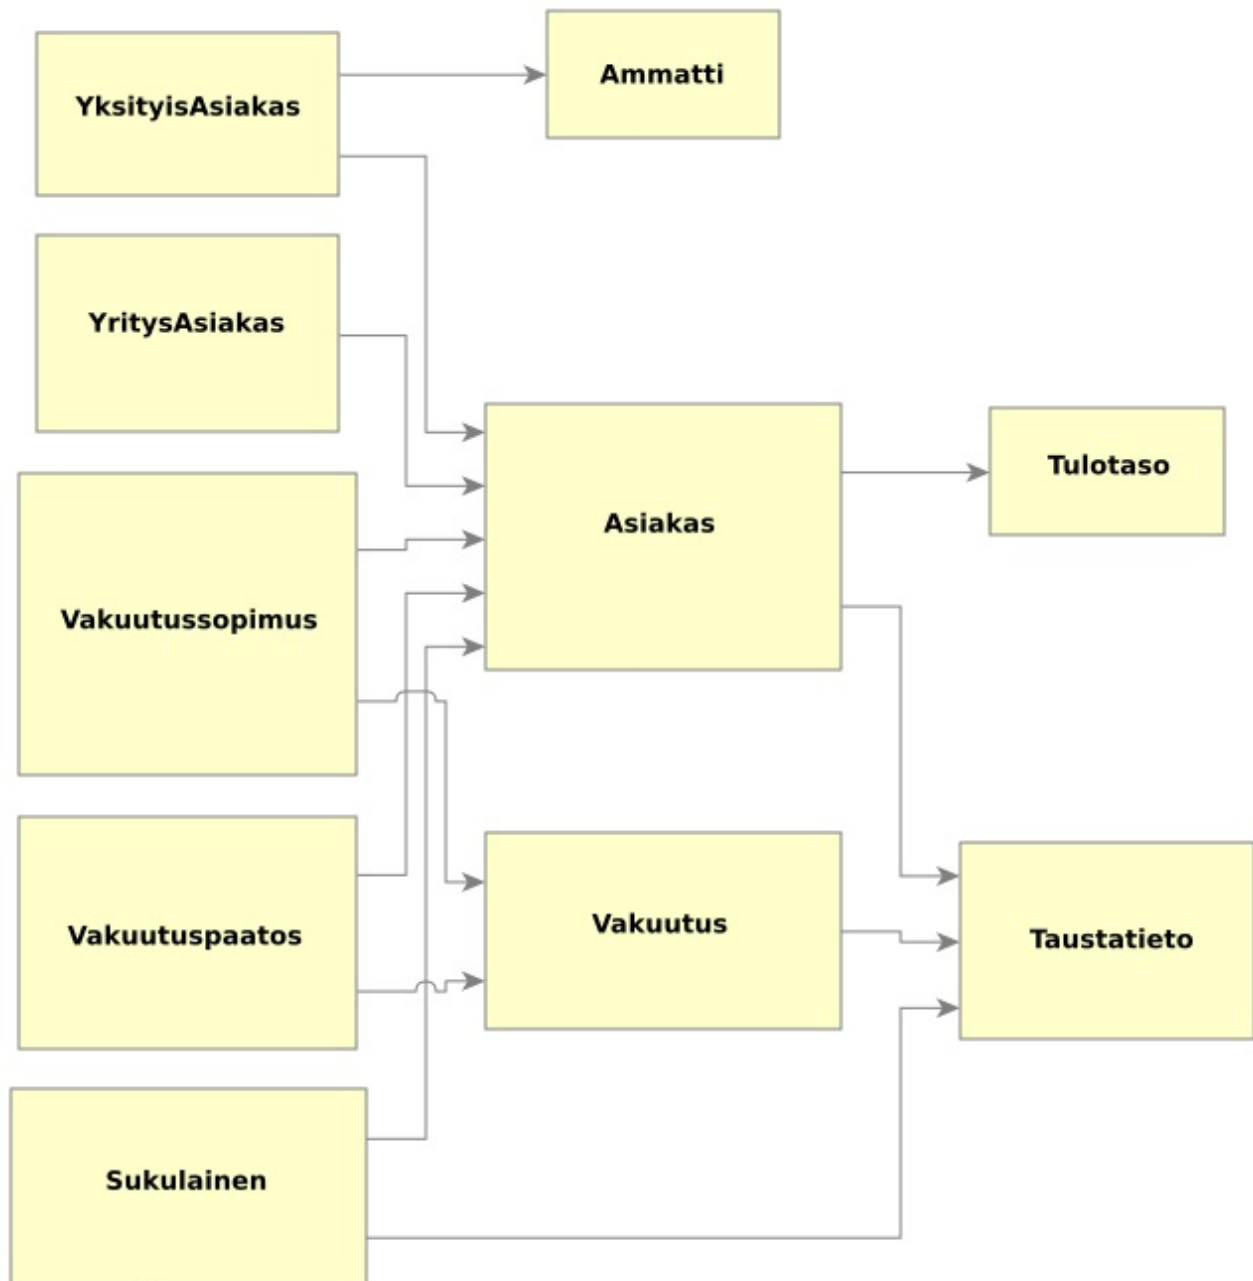 YksityisAsiakas
Ammatti
YritysAsiakas
Asiakas
Tulotaso
Vakuutussopimus
Vakuutuspaatos
Vakuutus
Taustatieto
Sukulainen